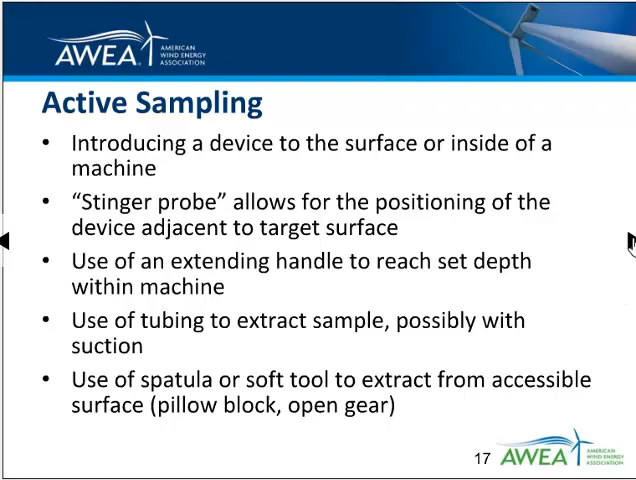 AWEA® AMERICAN
WIND ENERGY
ASSOCIATION
Active Sampling
• Introducing a device to the surface or inside of a
machine
• “Stinger probe” allows for the positioning of the
device adjacent to target surface
• Use of an extending handle to reach set depth
within machine
• Use of tubing to extract sample, possibly with
suction
• Use of spatula or soft tool to extract from accessible
surface (pillow block, open gear)
17
AWEA AMERICAN
WIND ENERGY
ASSOCIATION